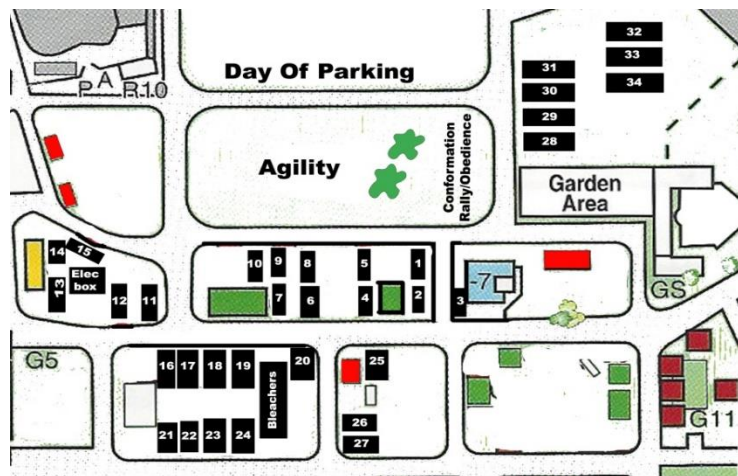 32
33
34
31
30
29
28
Day Of Parking
P A R10
Agility
Conformation
Rally/Obedience
Garden
Area
14
15
13
Elec
box
12
11
10
9
8
7
6
5
4
1
2
3
-7
GS
G5
16
17
18
19
20
21
22
23
24
Bleachers
25
26
27
G11